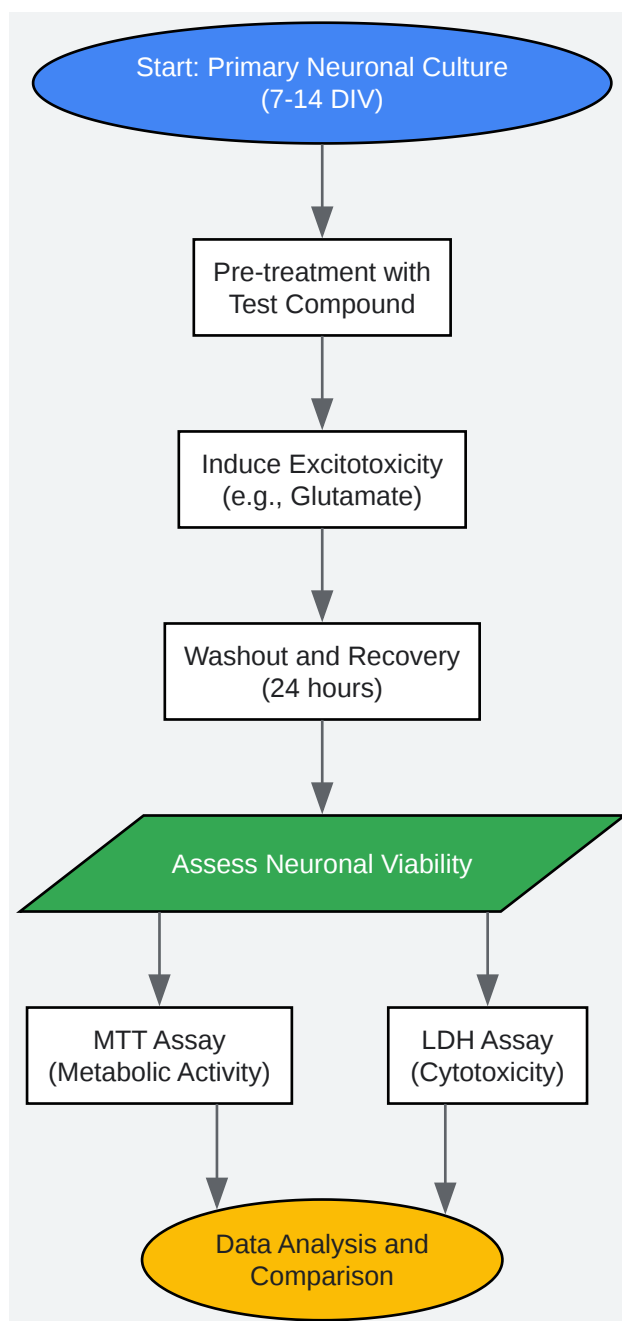 Start: Primary Neuronal Culture
(7-14 DIV)
Pre-treatment with
Test Compound
Induce Excitotoxicity
(e.g., Glutamate)
Washout and Recovery
(24 hours)
Assess Neuronal Viability
MTT Assay
(Metabolic Activity)
LDH Assay
(Cytotoxicity)
Data Analysis and
Comparison